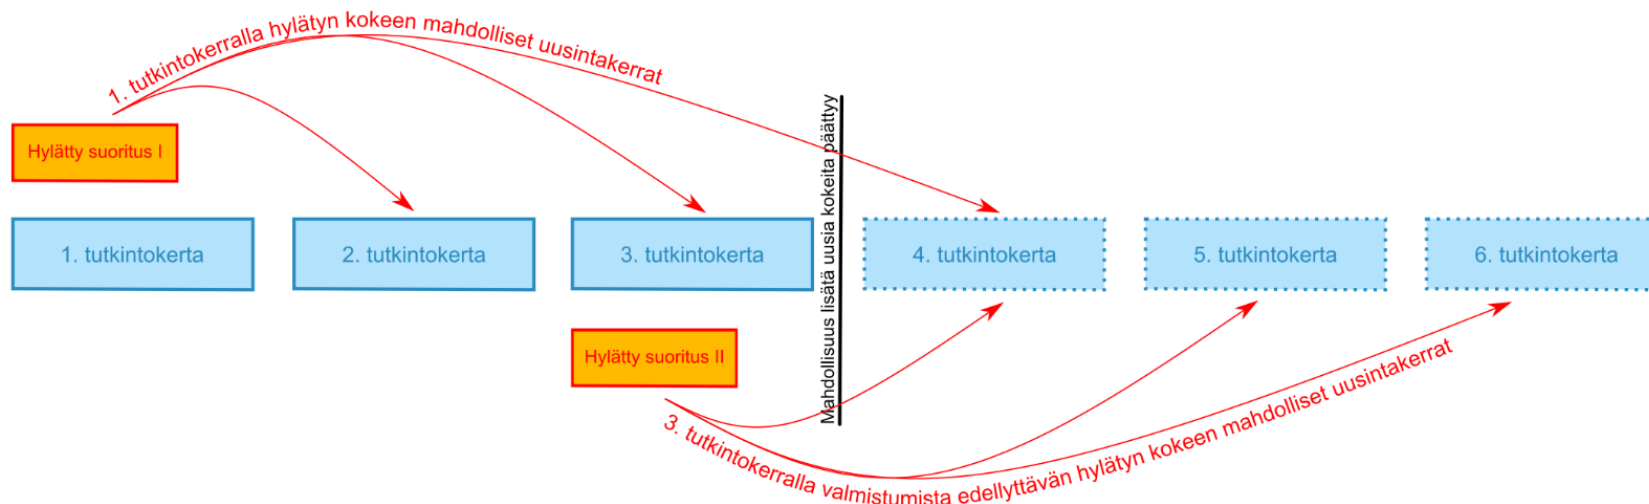 1. tutkintokerralla hylätyn kokeen mahdolliset uusintakerrat
Hylätty suoritus I
Mahdollisuus lisätä uusia kokeita päättyy
1. tutkintokerta
2. tutkintokerta
3. tutkintokerta
4. tutkintokerta
5. tutkintokerta
6. tutkintokerta
Hylätty suoritus II
3. tutkintokerralla valmistumista edellyttävän hylätyn kokeen mahdolliset uusintakerrat